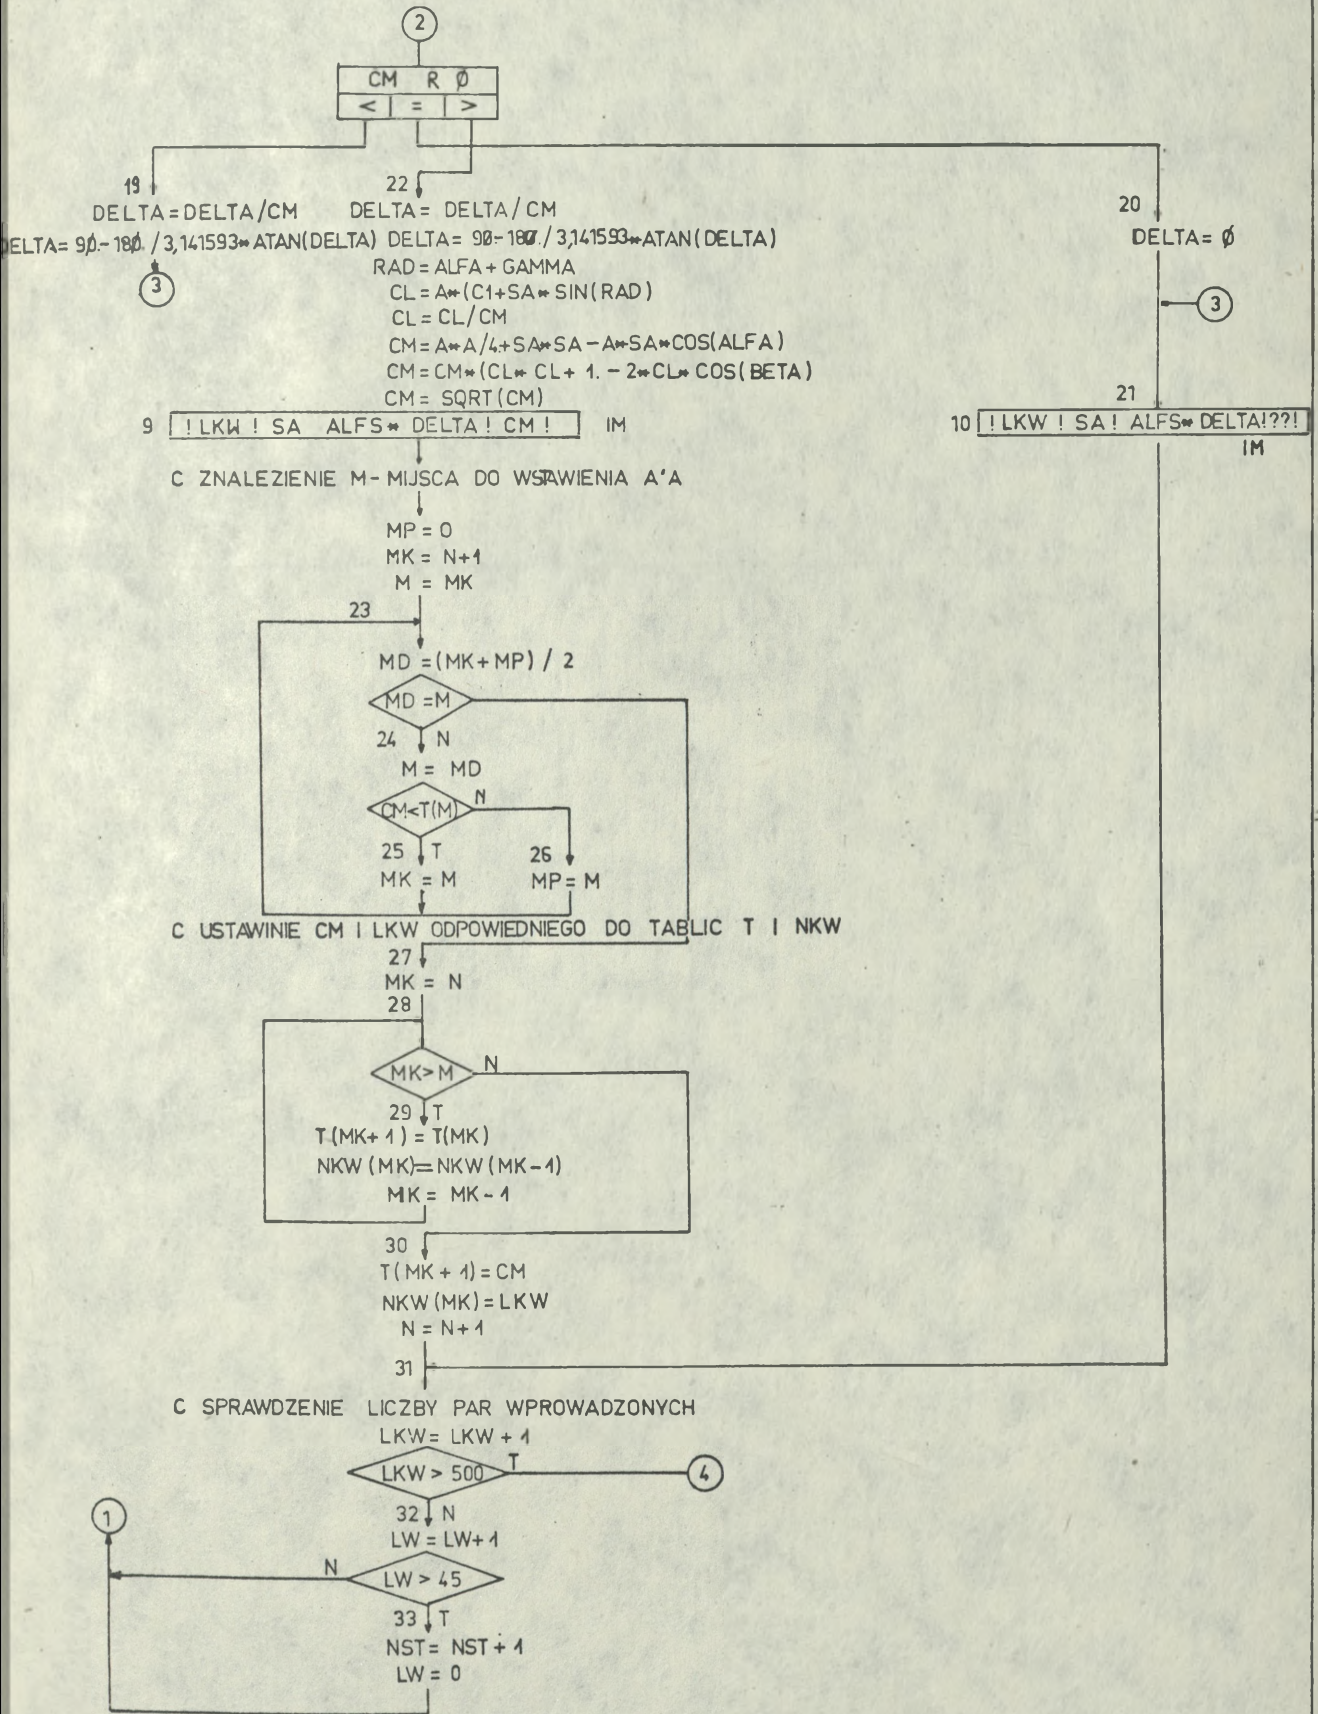 2
CM R Ø
< | = | >
19
22
20
DELTA=DELTA/CM
DELTA= DELTA/CM
DELTA= Ø
DELTA= 9Ø.-18Ø./3,141593*ATAN(DELTA)
DELTA= 9Ø-18Ø./3,141593*ATAN(DELTA)
3
RAD=ALFA+GAMMA
CL=A*(C1+SA*SIN(RAD)
3
CL=CL/CM
CM=A*A/4.+SA*SA-A*SA*COS(ALFA)
CM=CM*(CL*CL+1.-2*CL*COS(BETA)
21
CM= SQRT(CM)
9 !LKW ! SA ALFS* DELTA! CM ! IM
10 !LKW ! SA! ALFS* DELTA!??!
IM
C ZNALEZIENIE M-MIJSCA DO WSTAWIENIA A'A
MP = 0
MK = N+1
M = MK
23
MD =(MK+MP) / 2
MD =M
24 N
M= MD
CM<T(M) N
25 T
26
MK = M
MP= M
C USTAWINIE CM I LKW ODPOWIEDNIEGO DO TABLIC T I NKW
27
MK = N
28
MK>M N
29 T
T(MK+1) = T(MK)
NKW(MK)=NKW(MK-1)
MK= MK-1
30
T(MK+1)=CM
NKW(MK)=LKW
N = N+1
31
C SPRAWDZENIE LICZBY PAR WPROWADZONYCH
LKW= LKW+1
LKW > 500 T
4
1
32 N
LW = LW+1
N LW > 45
33 T
NST= NST+1
LW = 0